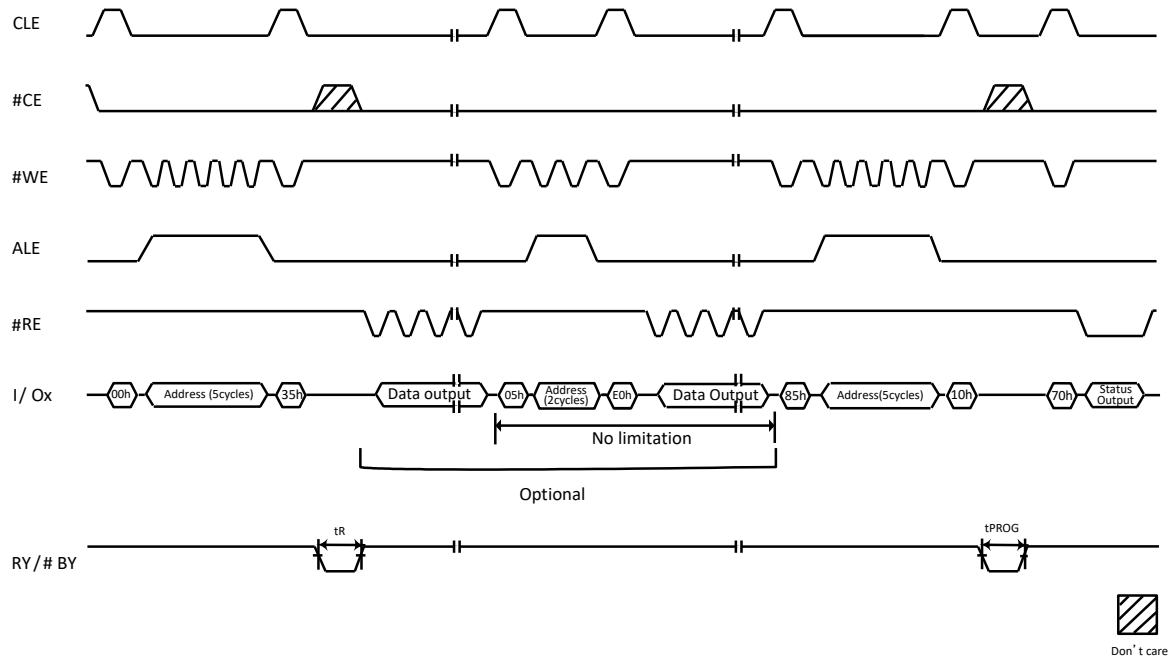 CLE
#CE
#WE
ALE
#RE
I/Ox
00h
Address (5cycles)
35h
Data output
05h
Address
(2cycles)
E0h
Data Output
85h
Address(5cycles)
10h
70h
Status
Output
No limitation
Optional
RY/# BY
tR
tPROG
Don't care